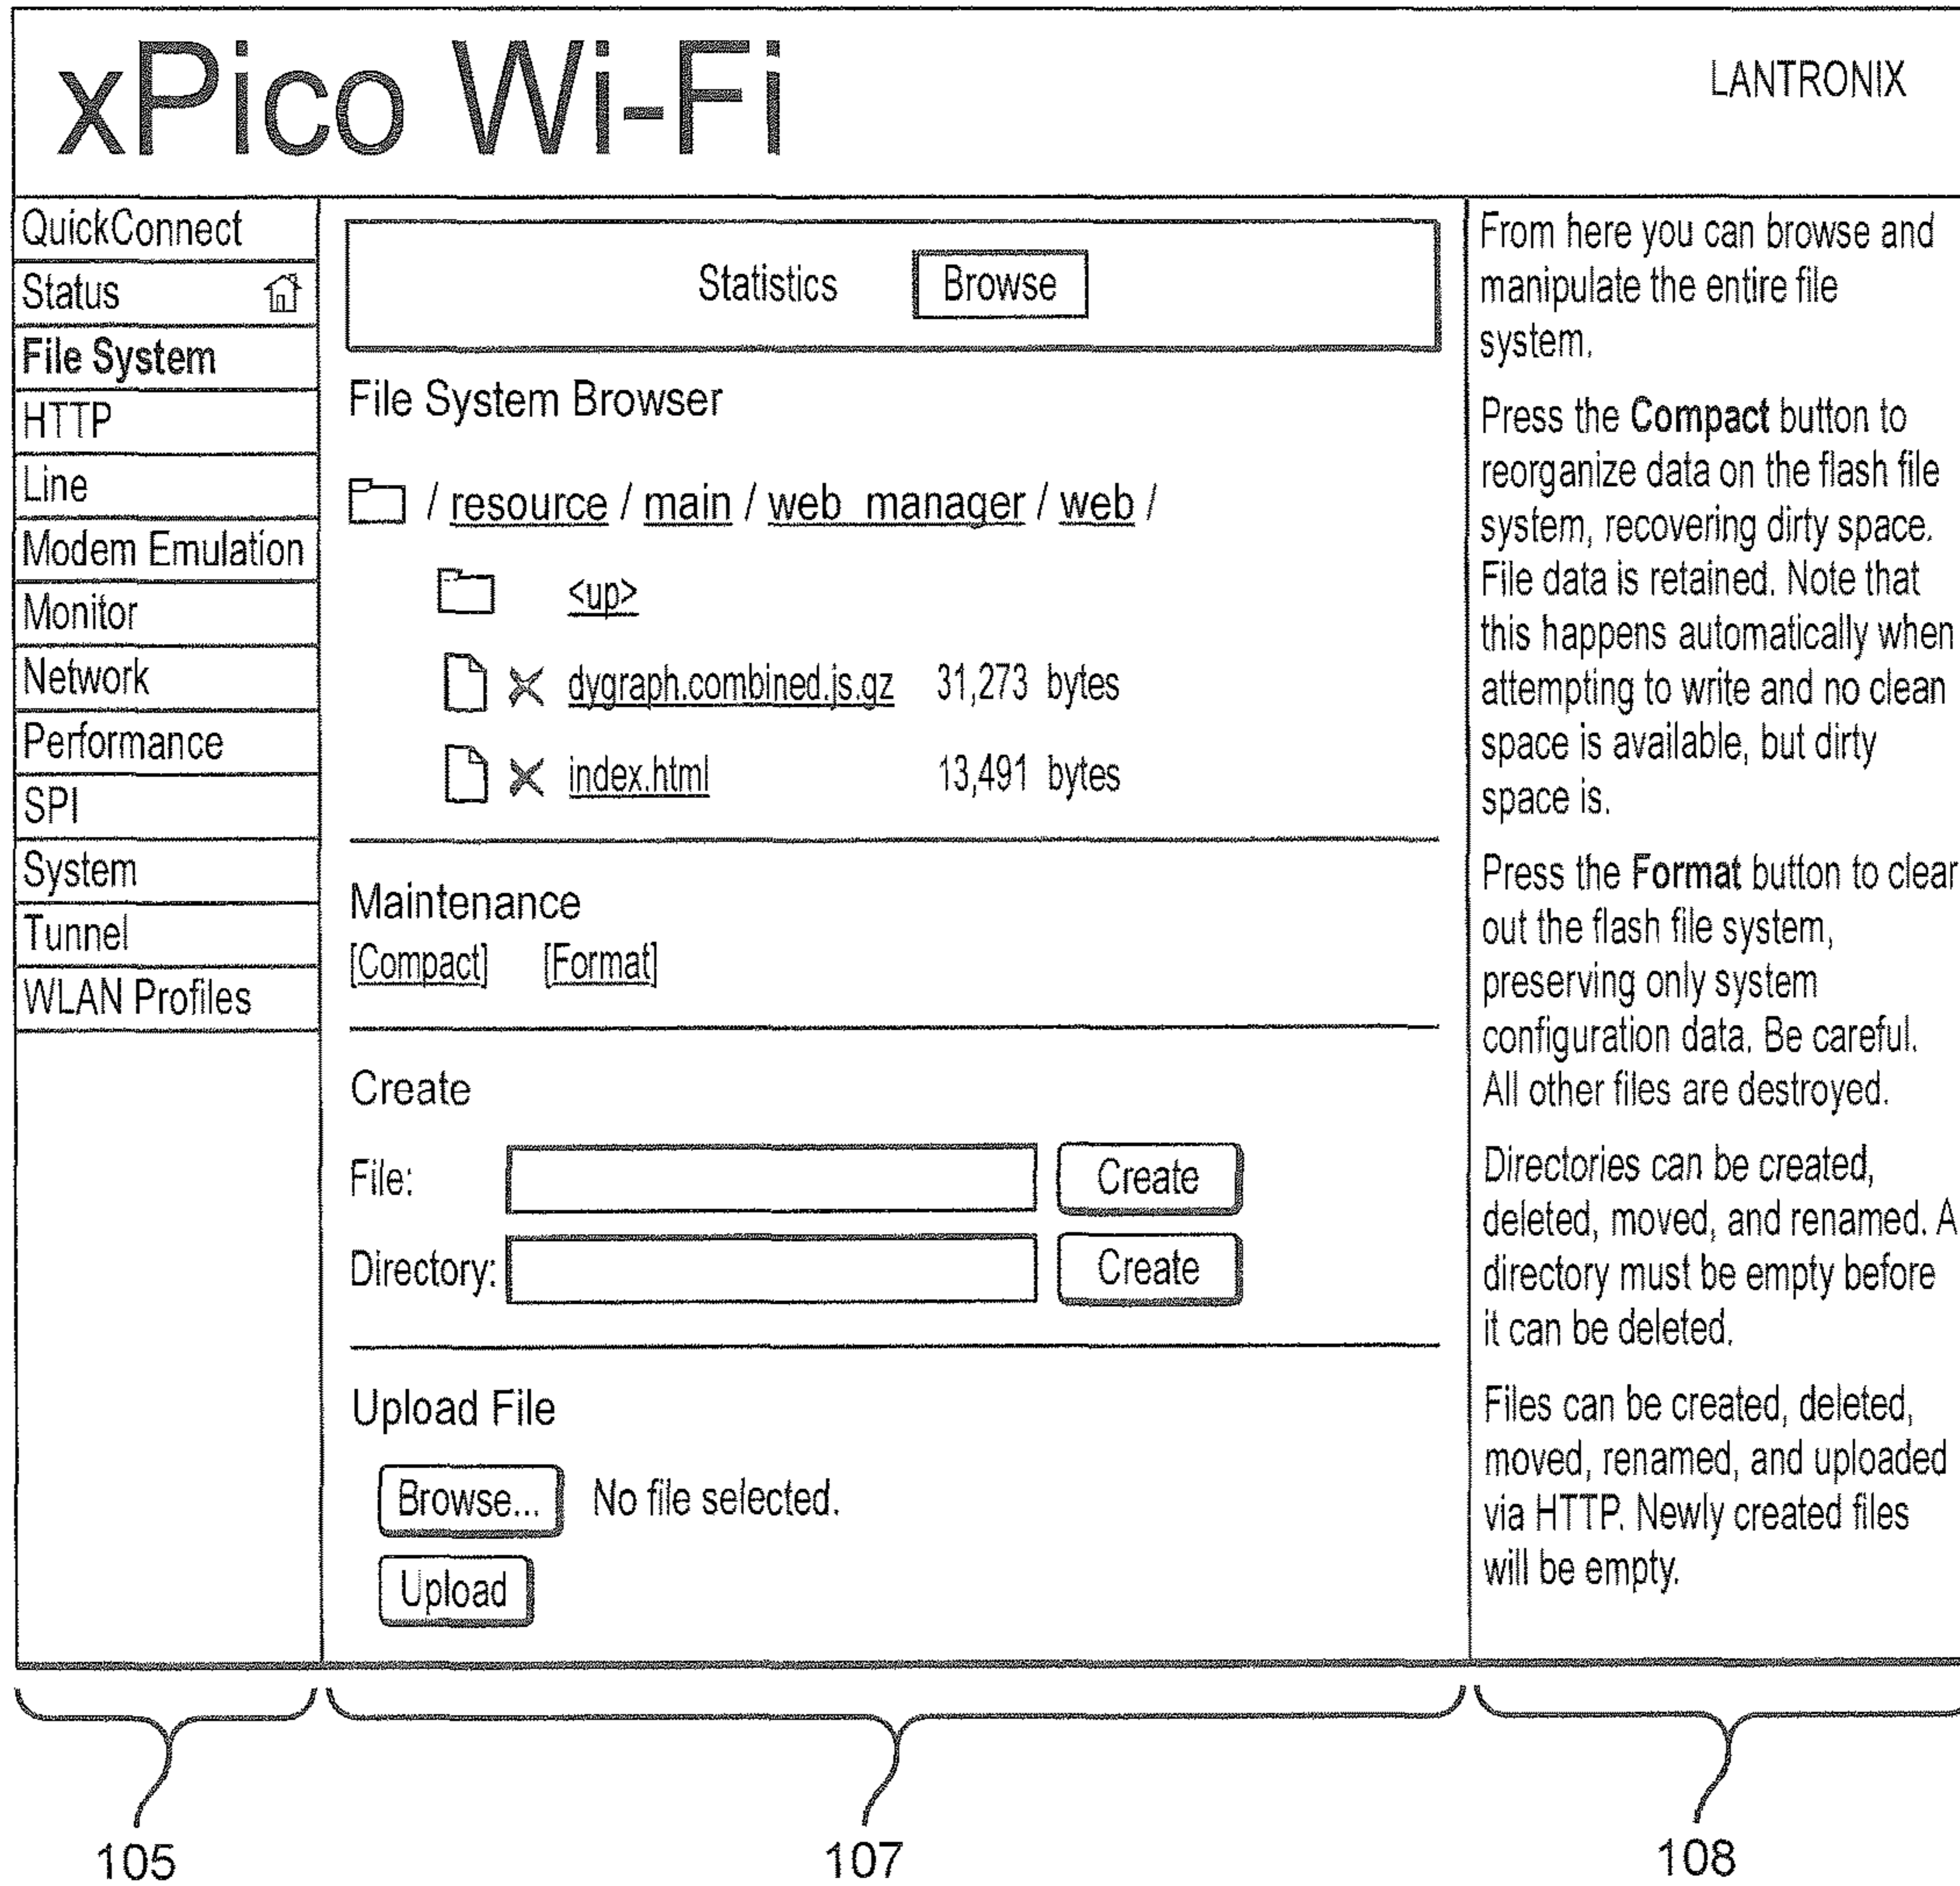 xPico Wi-Fi
LANTRONIX
QuickConnect
Status
File System
HTTP
Line
Modem Emulation
Monitor
Network
Performance
SPI
System
Tunnel
WLAN Profiles
Statistics Browse
File System Browser
/ resource / main / web_manager / web /
<up>
dygraph.combined.js.gz 31,273 bytes
index.html 13,491 bytes
Maintenance
[Compact] [Format]
Create
File: Create
Directory: Create
Upload File
Browse... No file selected.
Upload
From here you can browse and
manipulate the entire file
system.
Press the Compact button to
reorganize data on the flash file
system, recovering dirty space.
File data is retained. Note that
this happens automatically when
attempting to write and no clean
space is available, but dirty
space is.
Press the Format button to clear
out the flash file system,
preserving only system
configuration data. Be careful.
All other files are destroyed.
Directories can be created,
deleted, moved, and renamed. A
directory must be empty before
it can be deleted.
Files can be created, deleted,
moved, renamed, and uploaded
via HTTP. Newly created files
will be empty.
105
107
108